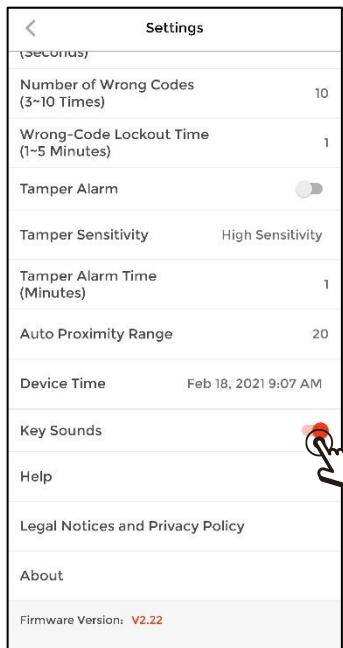 Settings
(Seconds)
Number of Wrong Codes
(3~10 Times)
10
Wrong-Code Lockout Time
(1~5 Minutes)
1
Tamper Alarm
Tamper Sensitivity High Sensitivity
Tamper Alarm Time
(Minutes)
1
Auto Proximity Range 20
Device Time Feb 18, 2021 9:07 AM
Key Sounds
Help
Legal Notices and Privacy Policy
About
Firmware Version: V2.22